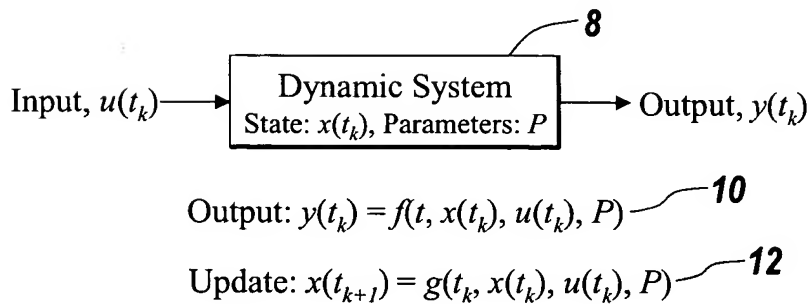 8
Input, u(t_k)
Dynamic System
State: x(t_k), Parameters: P
Output, y(t_k)
Output: y(t_k) = f(t, x(t_k), u(t_k), P)
10
Update: x(t_{k+1}) = g(t_k, x(t_k), u(t_k), P)
12